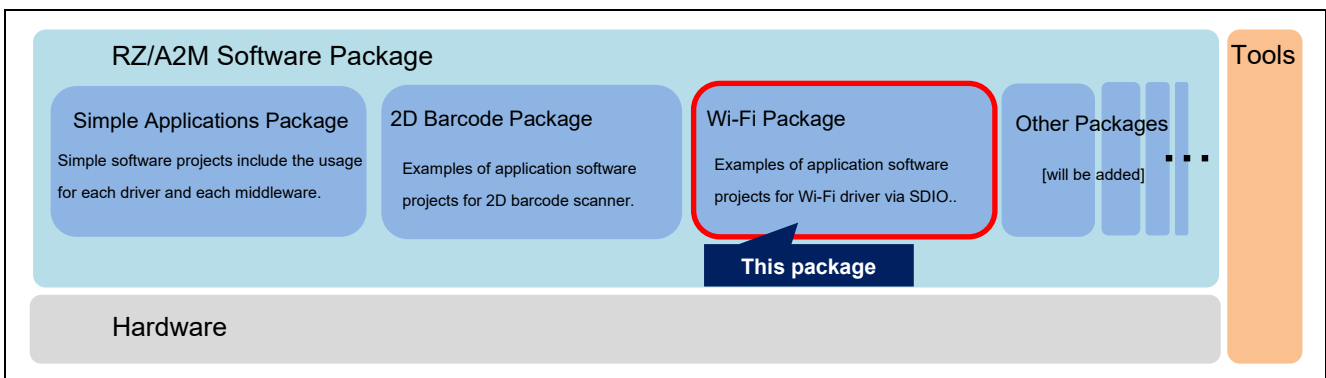 RZ/A2M Software Package
Tools
Simple Applications Package
Simple software projects include the usage
for each driver and each middleware.
2D Barcode Package
Examples of application software
projects for 2D barcode scanner.
Wi-Fi Package
Examples of application software
projects for Wi-Fi driver via SDIO..
This package
Other Packages
[will be added]
...
Hardware